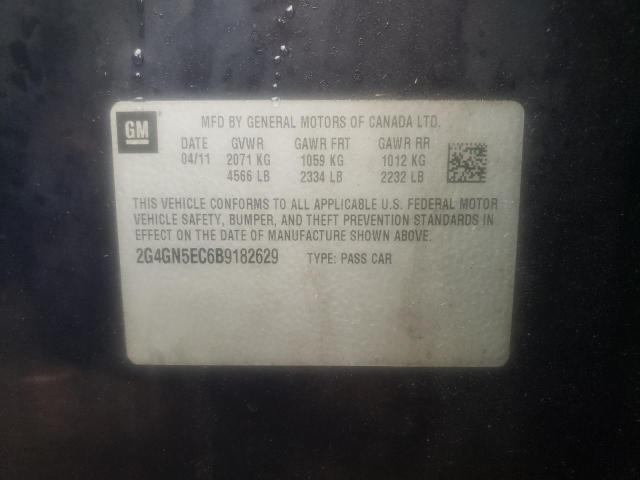 GM
MFD BY GENERAL MOTORS OF CANADA LTD.
DATE GVWR GAWR FRT GAWR RR
04/11 2071 KG 1059 KG 1012 KG
4566 LB 2334 LB 2232 LB
THIS VEHICLE CONFORMS TO ALL APPLICABLE U.S. FEDERAL MOTOR
VEHICLE SAFETY, BUMPER, AND THEFT PREVENTION STANDARDS IN
EFFECT ON THE DATE OF MANUFACTURE SHOWN ABOVE.
2G4GN5EC6B9182629 TYPE: PASS CAR